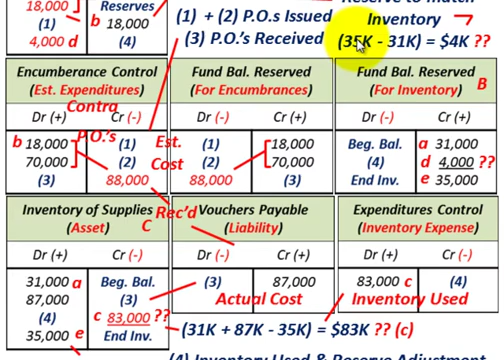 Reserve to match
18,000
(1)
4,000 d
b
Reserves
18,000
(4)
(1) + (2) P.O.s Issued
(3) P.O.'s Received
Inventory
(35K - 31K) = $4K ??
Encumberance Control
(Est. Expenditures)
Contra
Dr (+) Cr (-)
P.O.'s
b 18,000 (1)
70,000 (2)
(3) 88,000
Est.
Cost
Fund Bal. Reserved
(For Encumbrances)
Dr (-) Cr (+)
(1) 18,000
(2) 70,000
88,000 (3)
Fund Bal. Reserved
(For Inventory) B
Dr (-) Cr (+)
Beg. Bal. a 31,000
(4) d 4,000 ??
End Inv. e 35,000
Inventory of Supplies
(Asset) C
Dr (+) Cr (-)
31,000 a Beg. Bal.
87,000 (3)
(4) c 83,000 ??
35,000 e End Inv.
Rec'd
Vouchers Payable
(Liability)
Dr (-) Cr (+)
(3) 87,000
Actual Cost
Expenditures Control
(Inventory Expense)
Dr (+) Cr (-)
83,000 c (4)
Inventory Used
(31K + 87K - 35K) = $83K ?? (c)
(4) Inventory Used & Reserve Adjustment